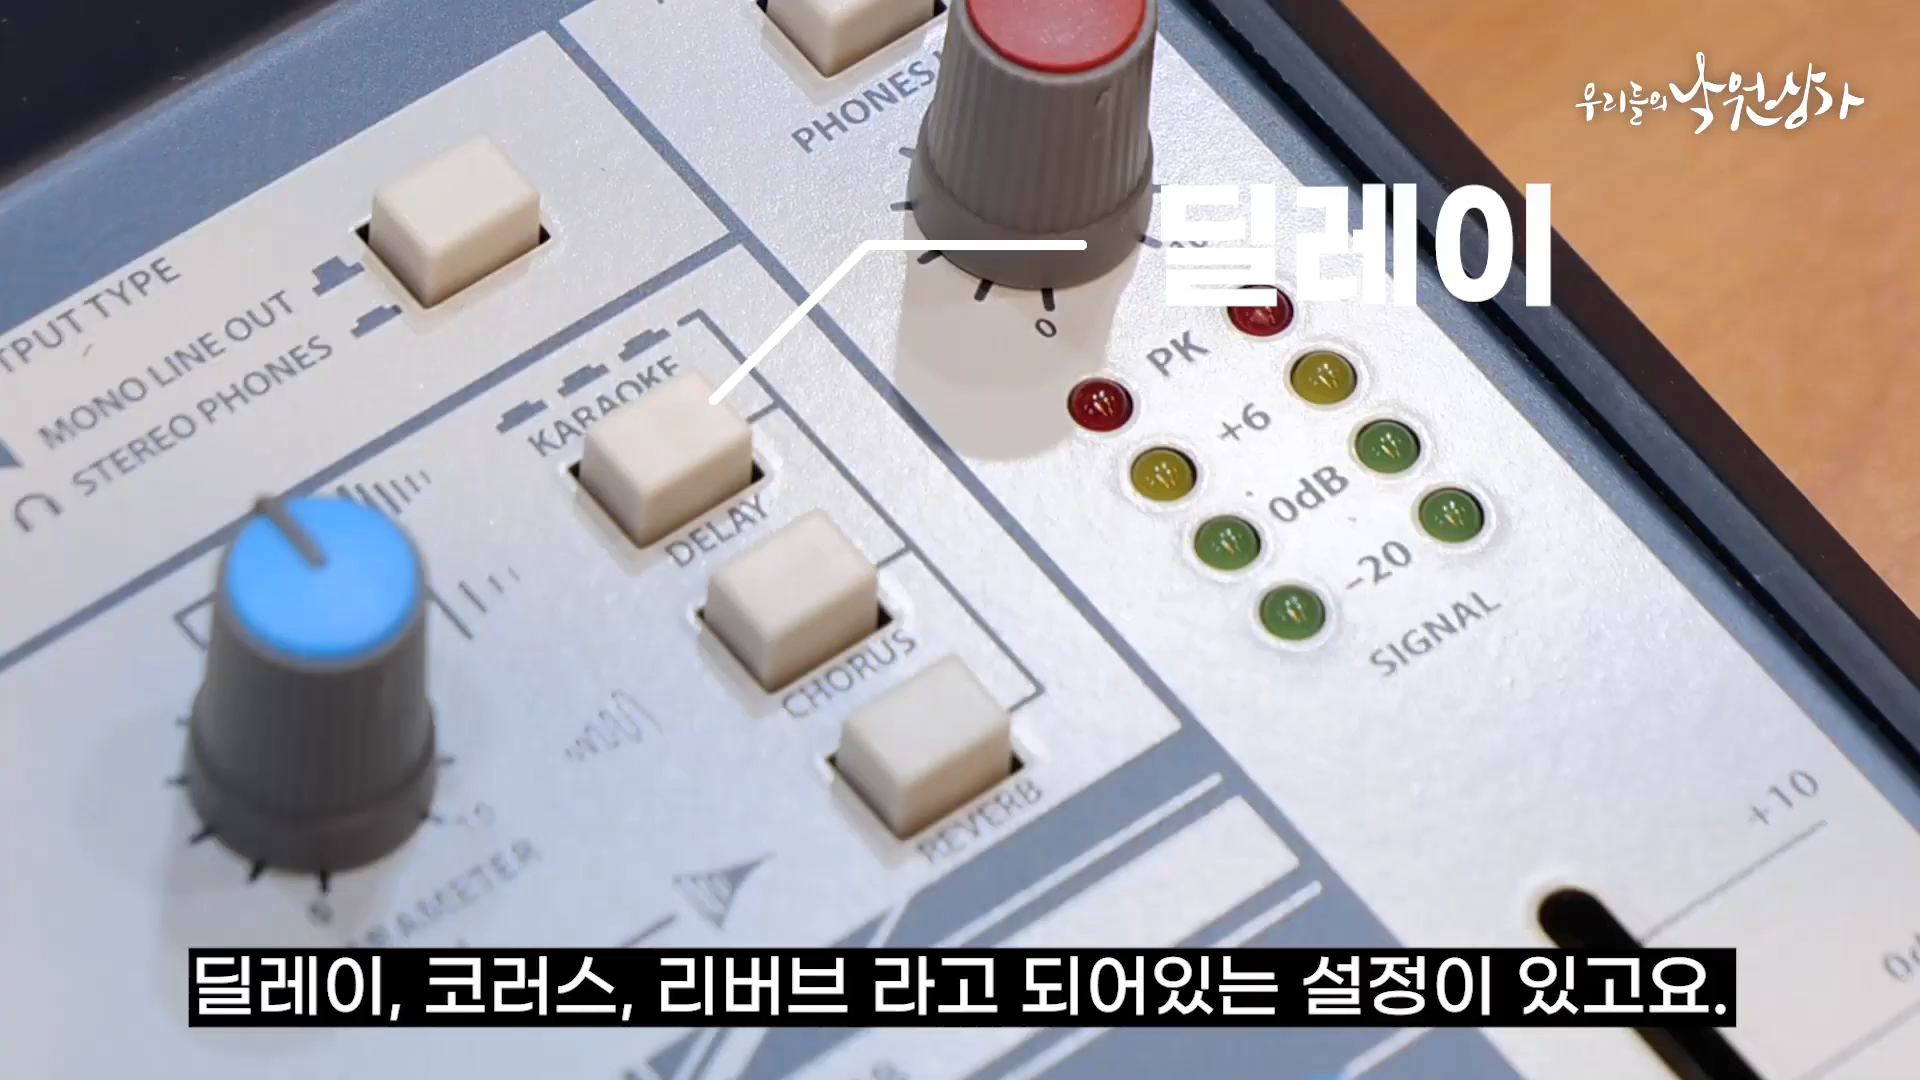 우리들의 낙원상가
PHONES
딜레이
MONO LINE OUT
STEREO PHONES
0
PK
+6
0dB
-20
SIGNAL
KARAOKE
DELAY
CHORUS
REVERB
+10
0
딜레이, 코러스, 리버브 라고 되어있는 설정이 있고요.